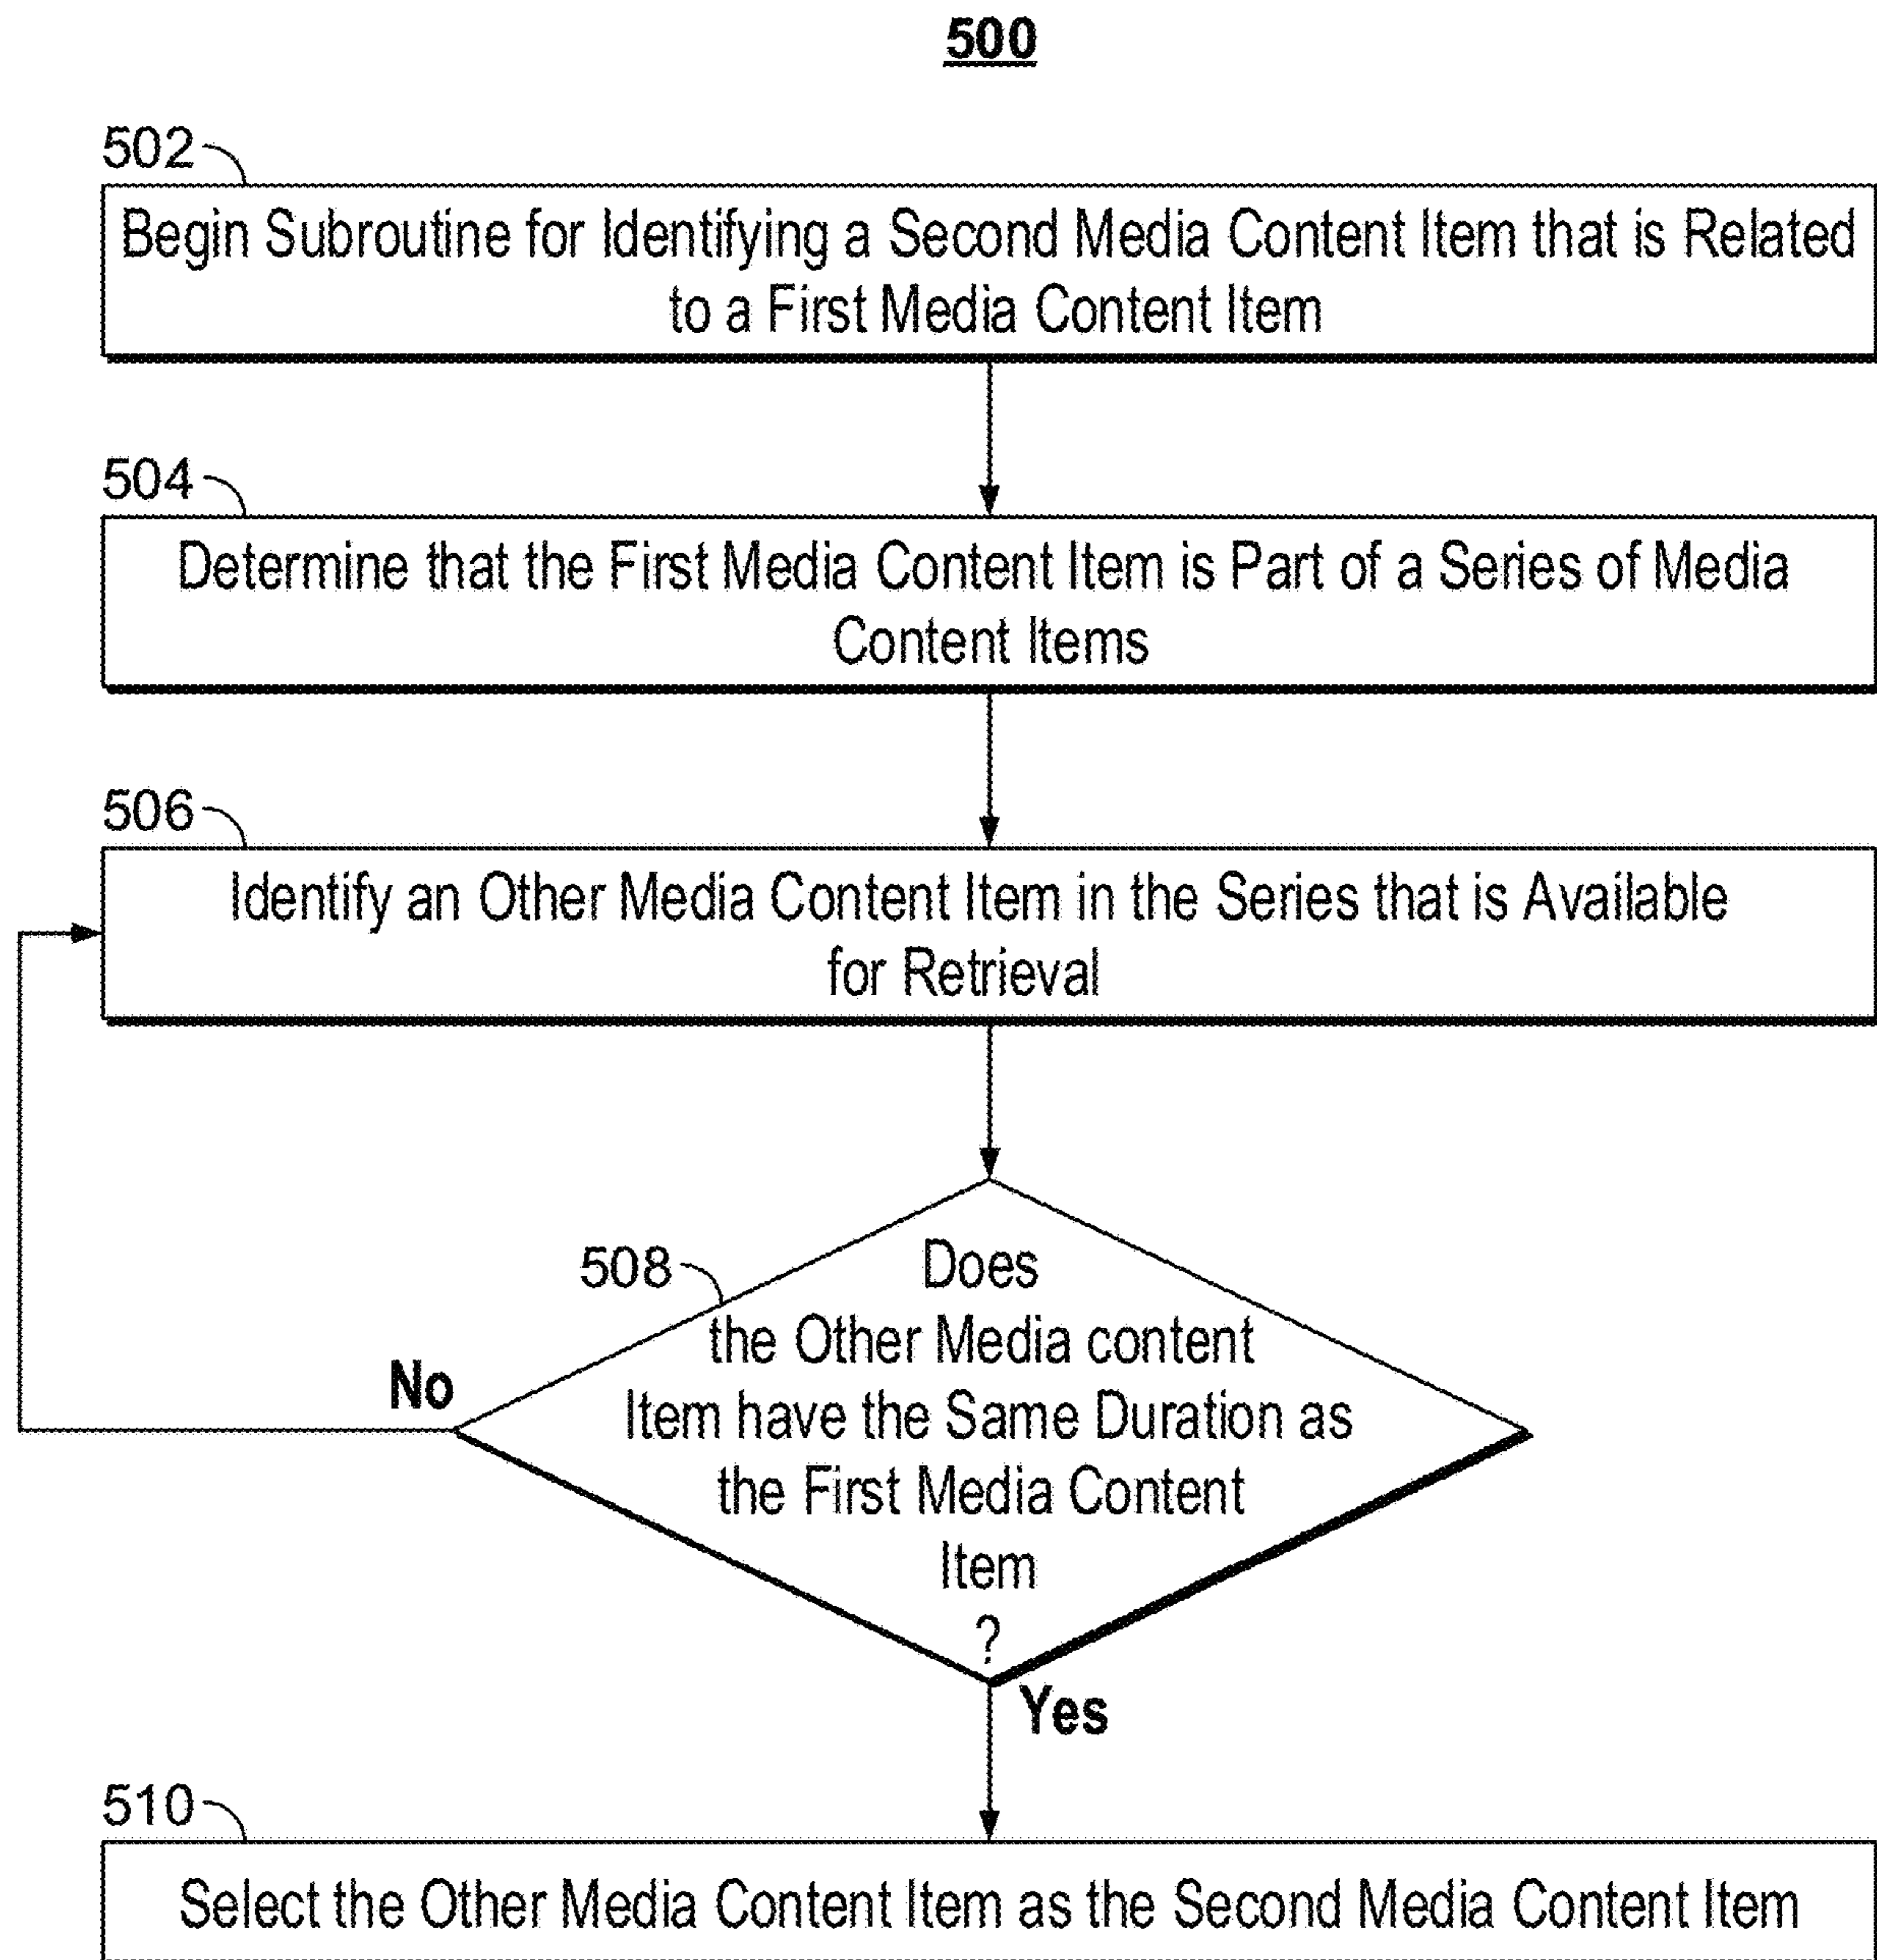 500
502
Begin Subroutine for Identifying a Second Media Content Item that is Related
to a First Media Content Item
504
Determine that the First Media Content Item is Part of a Series of Media
Content Items
506
Identify an Other Media Content Item in the Series that is Available
for Retrieval
508
Does
the Other Media content
Item have the Same Duration as
the First Media Content
Item
?
No
Yes
510
Select the Other Media Content Item as the Second Media Content Item